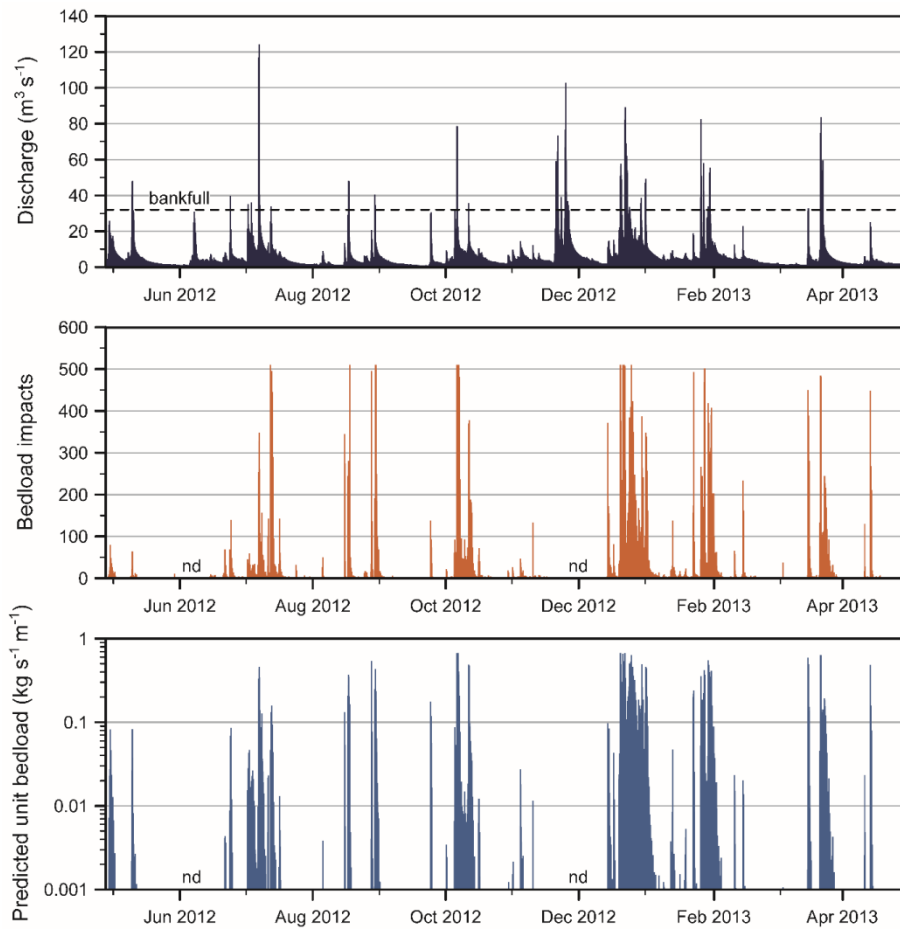 Discharge (m³ s⁻¹)
140
120
100
80
60
40
20
0
bankfull
Jun 2012 Aug 2012 Oct 2012 Dec 2012 Feb 2013 Apr 2013
Bedload impacts
600
500
400
300
200
100
0
nd nd
Jun 2012 Aug 2012 Oct 2012 Dec 2012 Feb 2013 Apr 2013
Predicted unit bedload (kg s⁻¹ m⁻¹)
1
0.1
0.01
0.001
nd nd
Jun 2012 Aug 2012 Oct 2012 Dec 2012 Feb 2013 Apr 2013